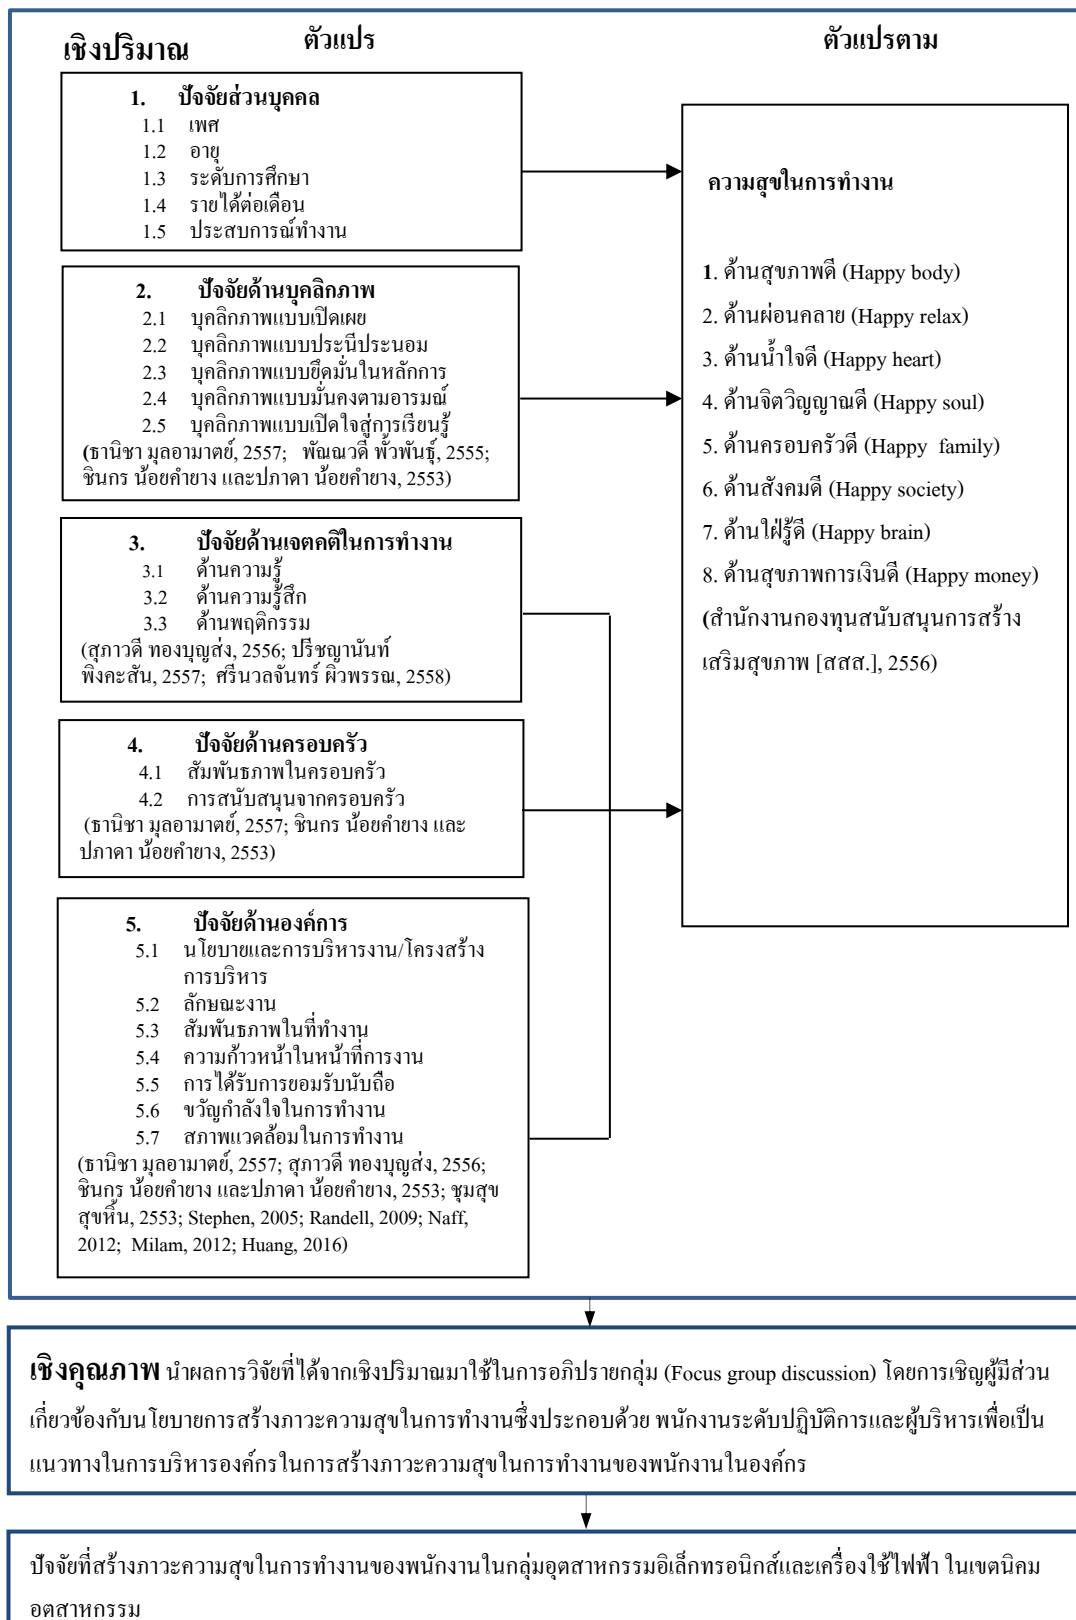 เชิงปริมาณ
ตัวแปร
ตัวแปรตาม
1. ปัจจัยส่วนบุคคล
1.1 เพศ
1.2 อายุ
1.3 ระดับการศึกษา
1.4 รายได้ต่อเดือน
1.5 ประสบการณ์ทำงาน
2. ปัจจัยด้านบุคลิกภาพ
2.1 บุคลิกภาพแบบเปิดเผย
2.2 บุคลิกภาพแบบประนีประนอม
2.3 บุคลิกภาพแบบยึดมั่นในหลักการ
2.4 บุคลิกภาพแบบมั่นคงตามอารมณ์
2.5 บุคลิกภาพแบบเปิดใจสู่การเรียนรู้
(ธานิชา มุลอามาตย์, 2557; พัณณวดี พั้วพันธุ์, 2555;
ชินกร น้อยคำยาง และปภาดา น้อยคำยาง, 2553)
3. ปัจจัยด้านเจตคติในการทำงาน
3.1 ด้านความรู้
3.2 ด้านความรู้สึก
3.3 ด้านพฤติกรรม
(สุภาวดี ทองบุญส่ง, 2556; ปรีชญานันท์
พิงคะสัน, 2557; ศรีนวลจันทร์ ผิวพรรณ, 2558)
4. ปัจจัยด้านครอบครัว
4.1 สัมพันธภาพในครอบครัว
4.2 การสนับสนุนจากครอบครัว
(ธานิชา มุลอามาตย์, 2557; ชินกร น้อยคำยาง และ
ปภาดา น้อยคำยาง, 2553)
5. ปัจจัยด้านองค์การ
5.1 นโยบายและการบริหารงาน/โครงสร้าง
การบริหาร
5.2 ลักษณะงาน
5.3 สัมพันธภาพในที่ทำงาน
5.4 ความก้าวหน้าในหน้าที่การงาน
5.5 การได้รับการยอมรับนับถือ
5.6 ขวัญกำลังใจในการทำงาน
5.7 สภาพแวดล้อมในการทำงาน
(ธานิชา มุลอามาตย์, 2557; สุภาวดี ทองบุญส่ง, 2556;
ชินกร น้อยคำยาง และปภาดา น้อยคำยาง, 2553; ชุมสุข
สุขหิ้น, 2553; Stephen, 2005; Randell, 2009; Naff,
2012; Milam, 2012; Huang, 2016)
ความสุขในการทำงาน
1. ด้านสุขภาพดี (Happy body)
2. ด้านผ่อนคลาย (Happy relax)
3. ด้านน้ำใจดี (Happy heart)
4. ด้านจิตวิญญาณดี (Happy soul)
5. ด้านครอบครัวดี (Happy family)
6. ด้านสังคมดี (Happy society)
7. ด้านใฝ่รู้ดี (Happy brain)
8. ด้านสุขภาพการเงินดี (Happy money)
(สำนักงานกองทุนสนับสนุนการสร้าง
เสริมสุขภาพ [สสส.], 2556)
เชิงคุณภาพ นำผลการวิจัยที่ได้จากเชิงปริมาณมาใช้ในการอภิปรายกลุ่ม (Focus group discussion) โดยการเชิญผู้มีส่วน
เกี่ยวข้องกับนโยบายการสร้างภาวะความสุขในการทำงานซึ่งประกอบด้วย พนักงานระดับปฏิบัติการและผู้บริหารเพื่อเป็น
แนวทางในการบริหารองค์กรในการสร้างภาวะความสุขในการทำงานของพนักงานในองค์กร
ปัจจัยที่สร้างภาวะความสุขในการทำงานของพนักงานในกลุ่มอุตสาหกรรมอิเล็กทรอนิกส์และเครื่องใช้ไฟฟ้า ในเขตนิคม
อุตสาหกรรม